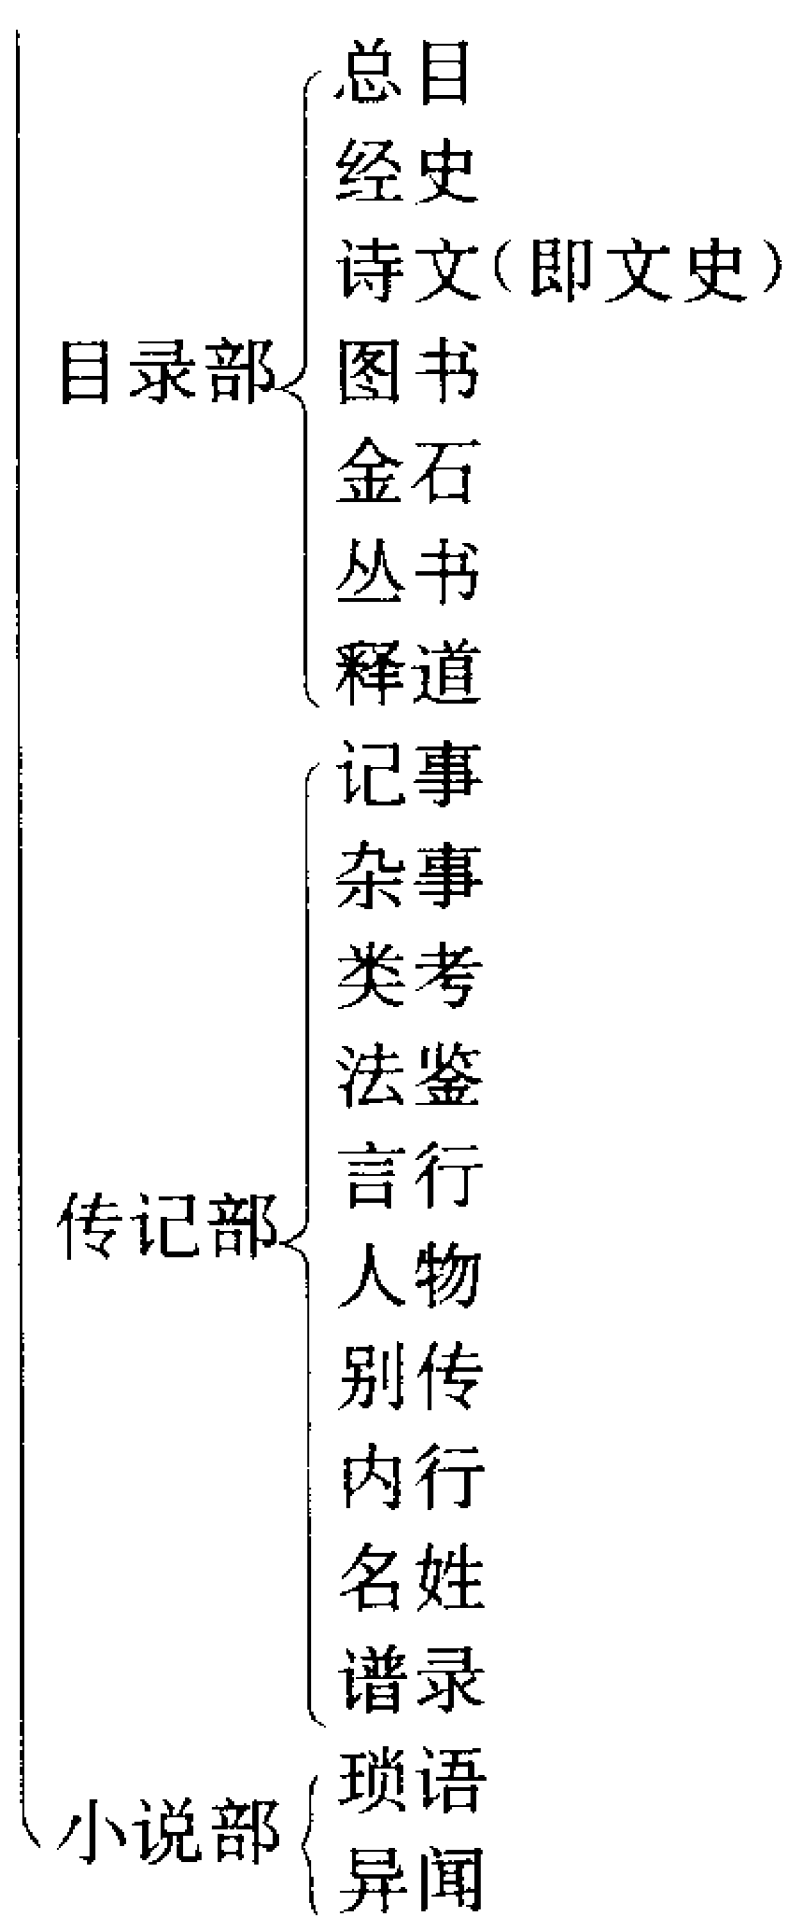 目录部
总目
经史
诗文(即文史)
图书
金石
丛书
释道
传记部
记事
杂事
类考
法鉴
言行
人物
别传
内行
名姓
谱录
小说部
琐语
异闻